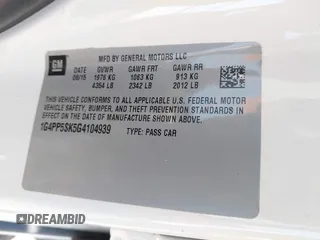 GM
MFD BY GENERAL MOTORS LLC
DATE GVWR GAWR FRT GAWR RR
08/16 1976 KG 1063 KG 913 KG
4354 LB 2342 LB 2012 LB
THIS VEHICLE CONFORMS TO ALL APPLICABLE U.S. FEDERAL MOTOR
VEHICLE SAFETY, BUMPER, AND THEFT PREVENTION STANDARDS
IN EFFECT ON THE DATE OF MANUFACTURE SHOWN ABOVE.
1G4PP5SK5G4104939 TYPE: PASS CAR
DREAMBID